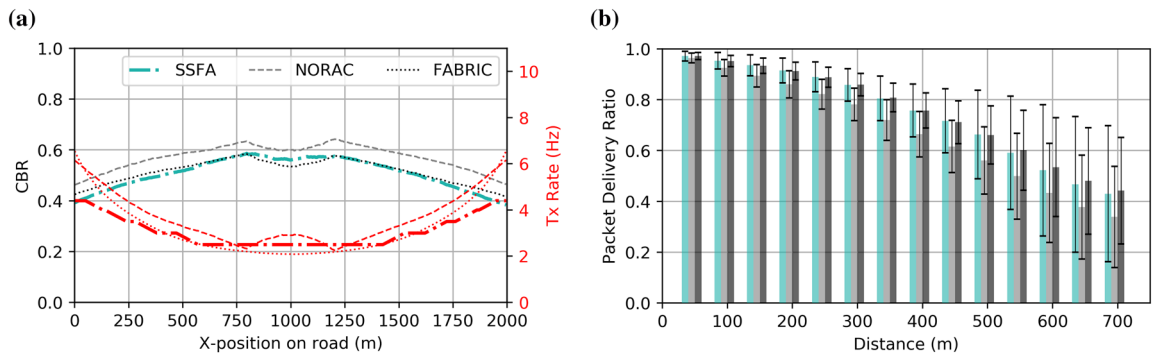 (a)
1.0
0.8
0.6
0.4
0.2
0.0
CBR
SSFA
NORAC
FABRIC
10
8
6
4
2
0
Tx Rate (Hz)
0 250 500 750 1000 1250 1500 1750 2000
X-position on road (m)
(b)
1.0
0.8
0.6
0.4
0.2
0.0
Packet Delivery Ratio
0 100 200 300 400 500 600 700
Distance (m)